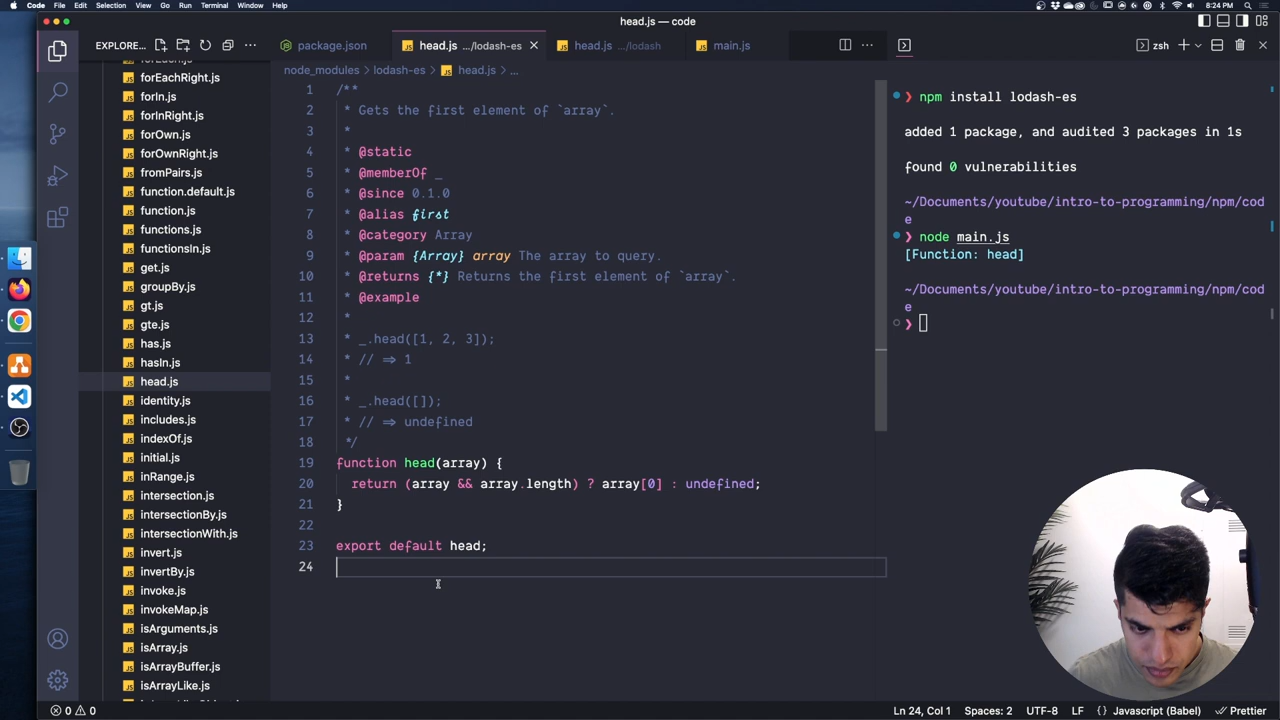 Code File Edit Selection View Go Run Terminal Window Help 8:24 PM
head.js — code
EXPLORE... package.json head.js .../lodash-es head.js .../lodash main.js zsh
node_modules > lodash-es > head.js > ...
forEach.js
forEachRight.js
forIn.js
forInRight.js
forOwn.js
forOwnRight.js
fromPairs.js
function.default.js
function.js
functions.js
functionsIn.js
get.js
groupBy.js
gt.js
gte.js
has.js
hasIn.js
head.js
identity.js
includes.js
indexOf.js
initial.js
inRange.js
intersection.js
intersectionBy.js
intersectionWith.js
invert.js
invertBy.js
invoke.js
invokeMap.js
isArguments.js
isArray.js
isArrayBuffer.js
isArrayLike.js
1 /**
2 * Gets the first element of `array`.
3 *
4 * @static
5 * @memberOf _
6 * @since 0.1.0
7 * @alias first
8 * @category Array
9 * @param {Array} array The array to query.
10 * @returns {*} Returns the first element of `array`.
11 * @example
12 *
13 * _.head([1, 2, 3]);
14 * // => 1
15 *
16 * _.head([]);
17 * // => undefined
18 */
19 function head(array) {
20 return (array && array.length) ? array[0] : undefined;
21 }
22
23 export default head;
24
❯ npm install lodash-es
added 1 package, and audited 3 packages in 1s
found 0 vulnerabilities
~/Documents/youtube/intro-to-programming/npm/cod
e
❯ node main.js
[Function: head]
~/Documents/youtube/intro-to-programming/npm/cod
e
❯
0 0 Ln 24, Col 1 Spaces: 2 UTF-8 LF {} Javascript (Babel) Prettier